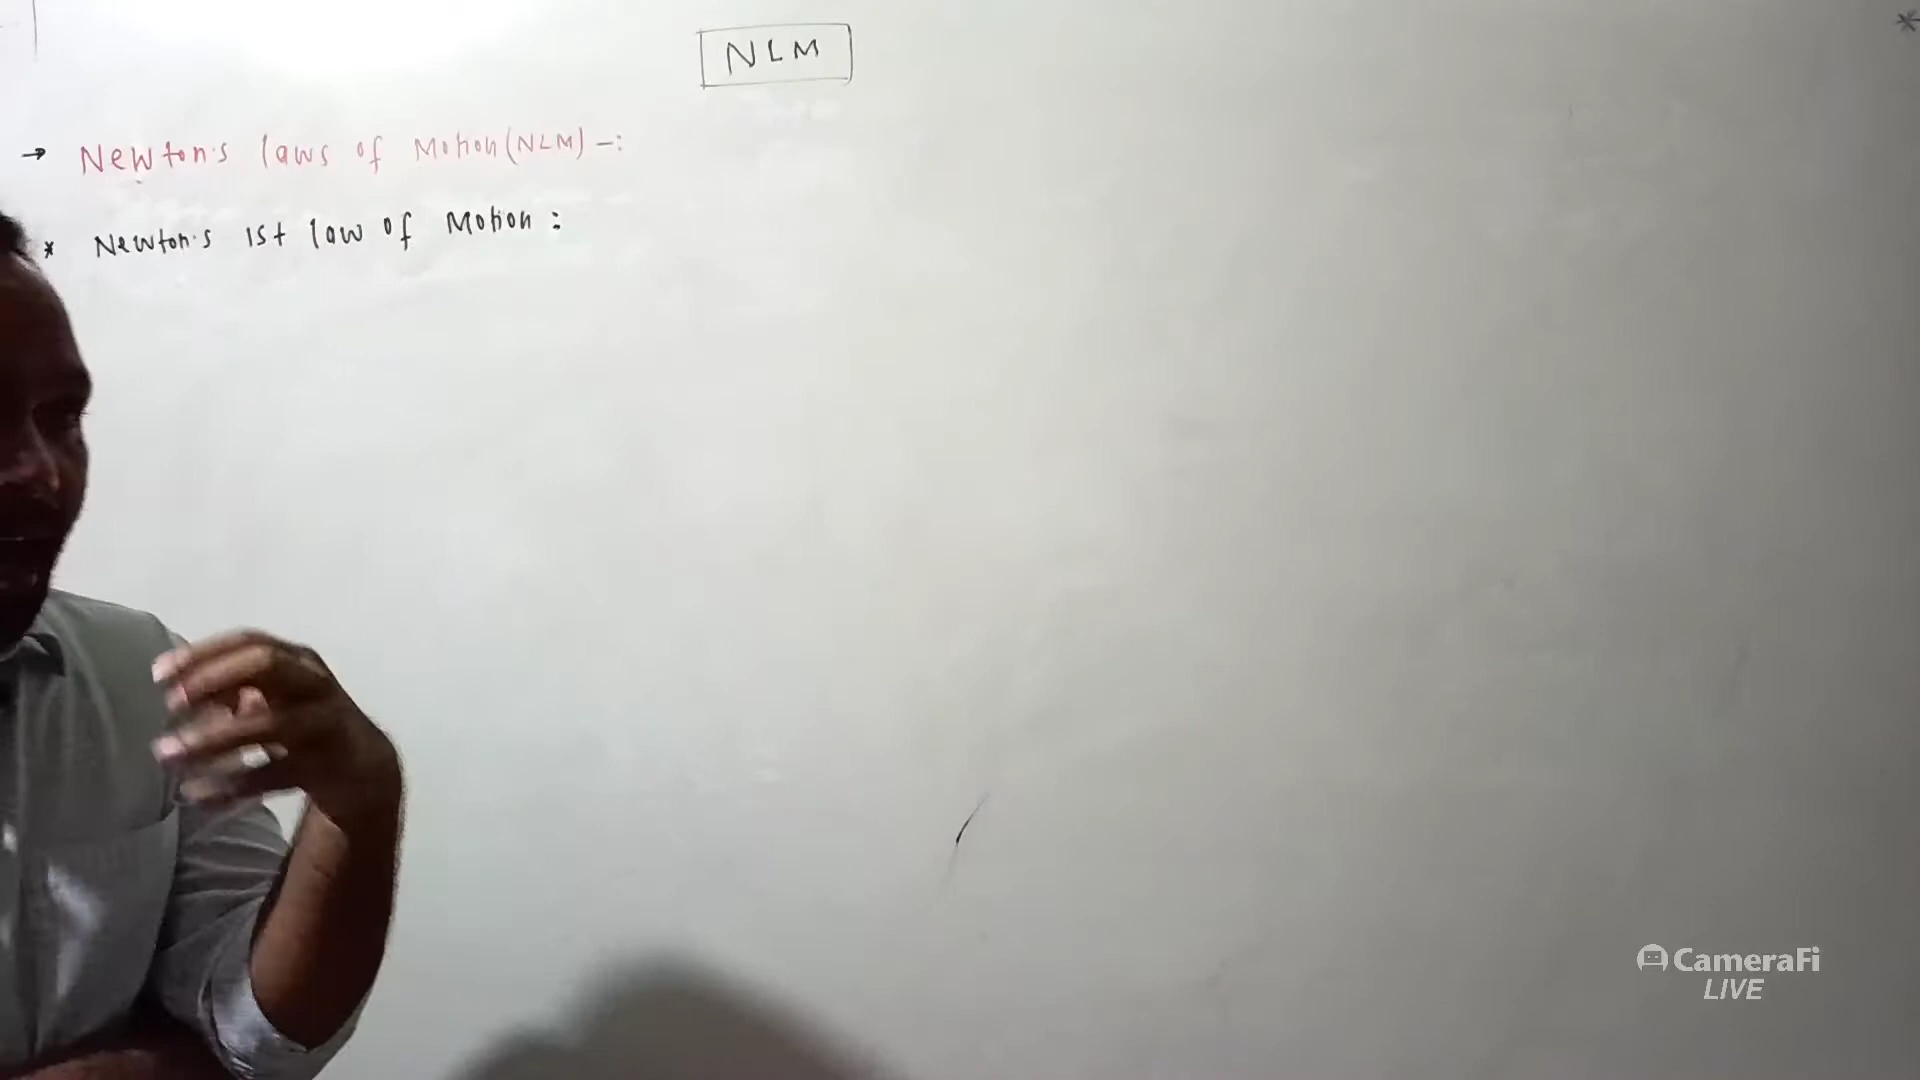 NLM
→ Newton's laws of Motion (NLM) -:
* Newton's 1st law of Motion :
CameraFi
LIVE